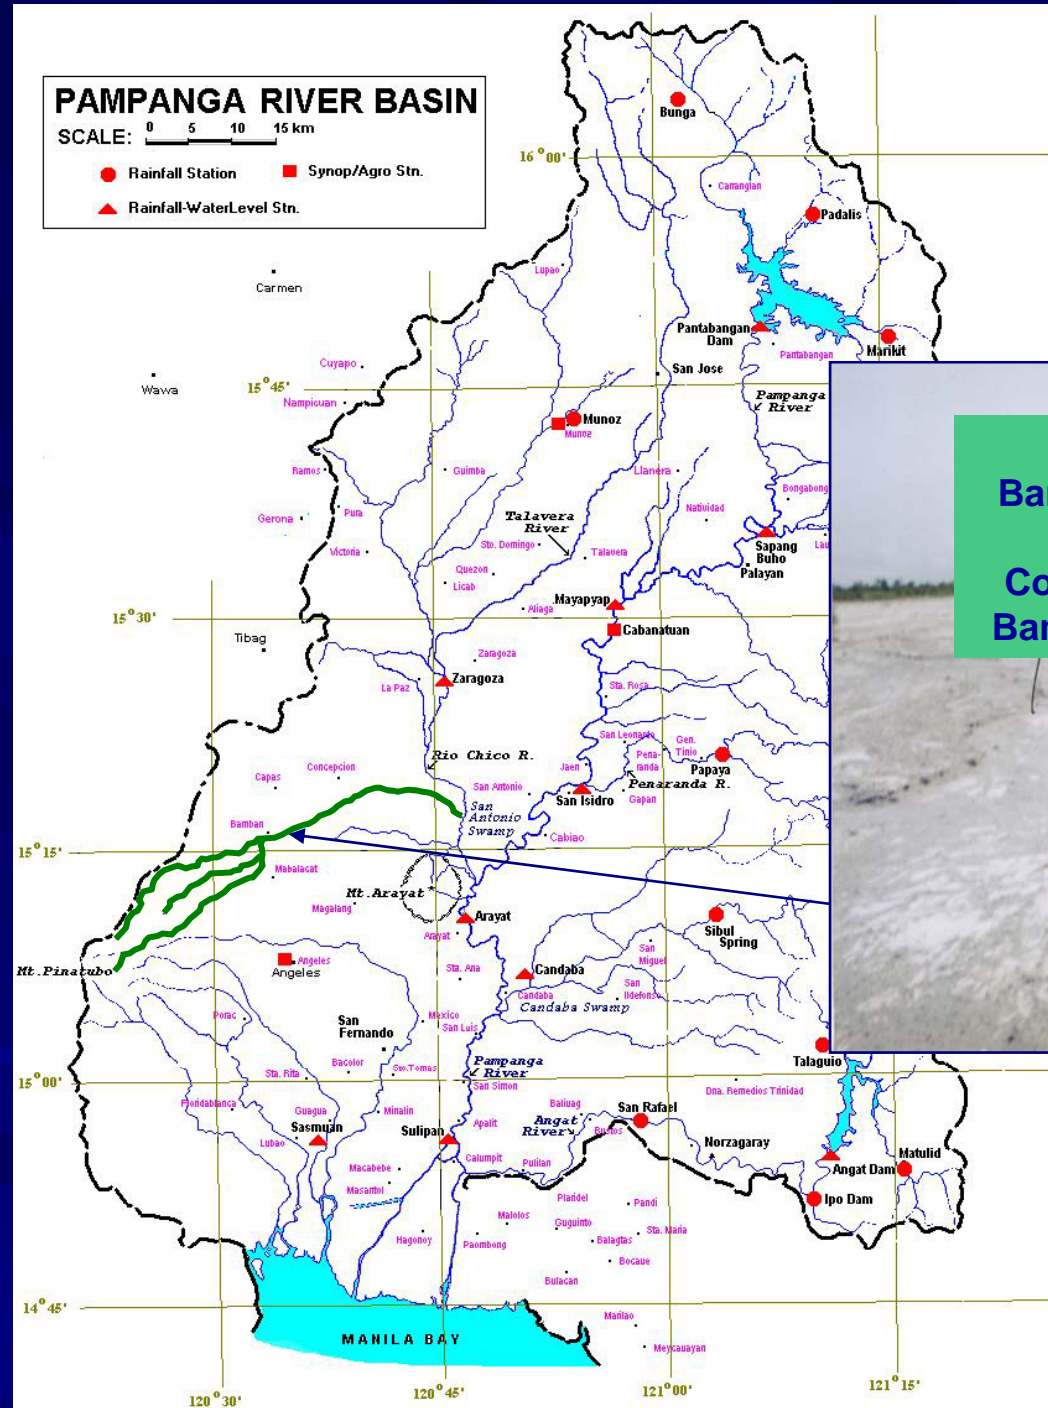 PAMPANGA RIVER BASIN
SCALE: 0 5 10 15 km
Rainfall Station
Synop/Agro Stn.
Rainfall-WaterLevel Stn.
Bunga
16°00'
Carranglan
Padalis
Lupao
Carmen
Pantabangan
Dam
Pantabangan
Marikit
Cuyapo
San Jose
Wawa
15°45'
Nampicuan
Pampanga
River
Munoz
Munoz
Ramos
Guimba
Llanera
Bongabong
Gerona
Pura
Talavera
River
Natividad
Victoria
Sto. Domingo
Talavera
Sapang
Buho
Lau
Quezon
Palayan
Licab
Mayapyap
Aliaga
15°30'
Cabanatuan
Tibag
Zaragoza
Zaragoza
La Paz
Sta. Rosa
Rio Chico R.
San Leonardo
Gen.
Tinio
Pena-
randa
Papaya
Concepcion
Jaen
Capas
San Antonio
San Isidro
Penaranda R.
Gapan
San
Antonio
Swamp
Bamban
Cabiao
15°15'
Mabalacat
Mt.Arayat
Magalang
Arayat
Arayat
Sibul
Spring
San
Miguel
Mt.Pinatubo
Angeles
Angeles
Sta. Ana
Candaba
San
Ildefonso
Candaba
Candaba Swamp
Porac
San
Fernando
Mexico
San Luis
Bacolor
Sto.Tomas
Pampanga
River
Talaguio
15°00'
Sta. Rita
San Simon
Dna. Remedios Trinidad
Floridablanca
Guagua
Minalin
Baliuag
San Rafael
Sasmuan
Sulipan
Apalit
Angat
River
Bustos
Norzagaray
Lubao
Calumpit
Pulilan
Angat Dam
Matulid
Macabebe
Masantol
Ipo Dam
Plaridel
Pandi
Malolos
Guguinto
Sta. Maria
Hagonoy
Paombong
Balagtas
Bocaue
Bulacan
14°45'
MANILA BAY
Marilao
Meycauayan
120°30'
120°45'
121°00'
121°15'
Ba
Co
Ba